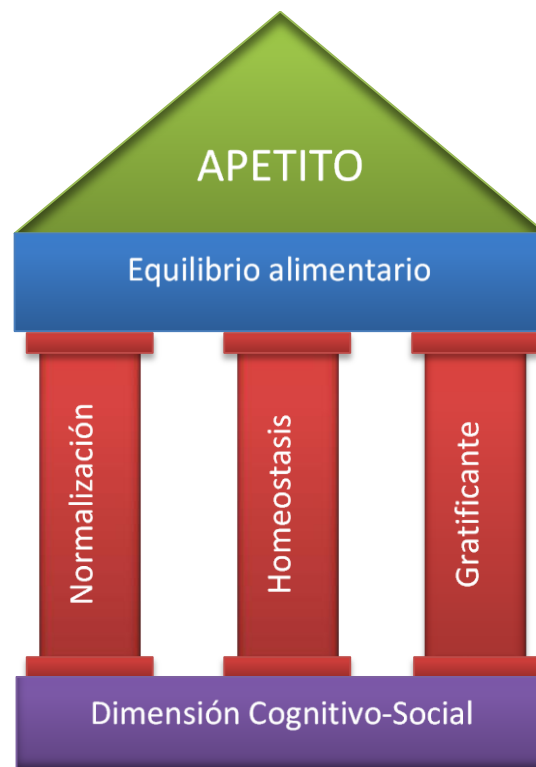 APETITO
Equilibrio alimentario
Normalización
Homeostasis
Gratificante
Dimensión Cognitivo-Social